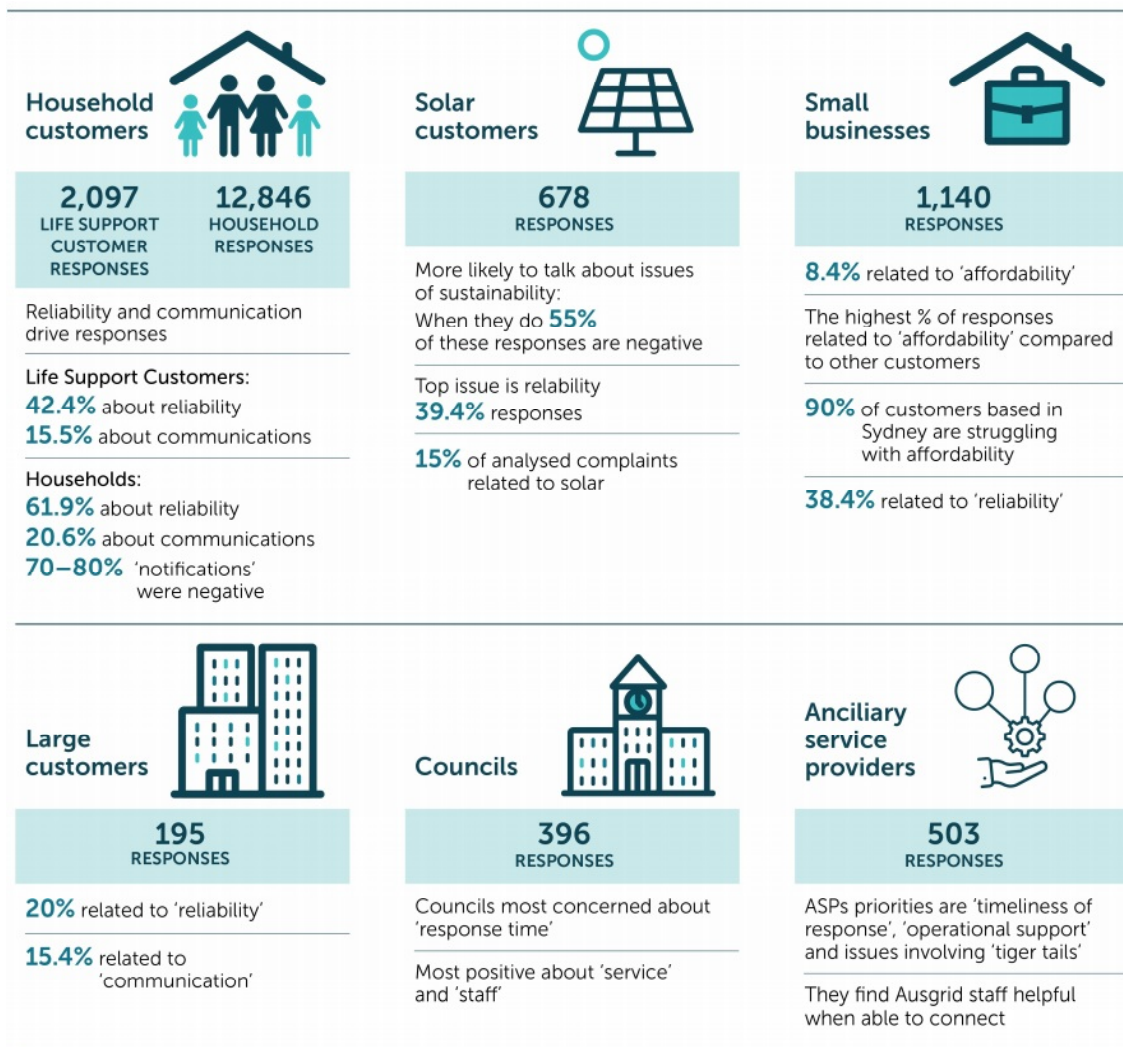 Household
customers
2,097
LIFE SUPPORT
CUSTOMER
RESPONSES
12,846
HOUSEHOLD
RESPONSES
Reliability and communication
drive responses
Life Support Customers:
42.4% about reliability
15.5% about communications
Households:
61.9% about reliability
20.6% about communications
70–80% ‘notifications’
were negative
Solar
customers
678
RESPONSES
More likely to talk about issues
of sustainability:
When they do 55%
of these responses are negative
Top issue is relability
39.4% responses
15% of analysed complaints
related to solar
Small
businesses
1,140
RESPONSES
8.4% related to ‘affordability’
The highest % of responses
related to ‘affordability’ compared
to other customers
90% of customers based in
Sydney are struggling
with affordability
38.4% related to ‘reliability’
Large
customers
195
RESPONSES
20% related to ‘reliability’
15.4% related to
‘communication’
Councils
396
RESPONSES
Councils most concerned about
‘response time’
Most positive about ‘service’
and ‘staff’
Anciliary
service
providers
503
RESPONSES
ASPs priorities are ‘timeliness of
response’, ‘operational support’
and issues involving ‘tiger tails’
They find Ausgrid staff helpful
when able to connect